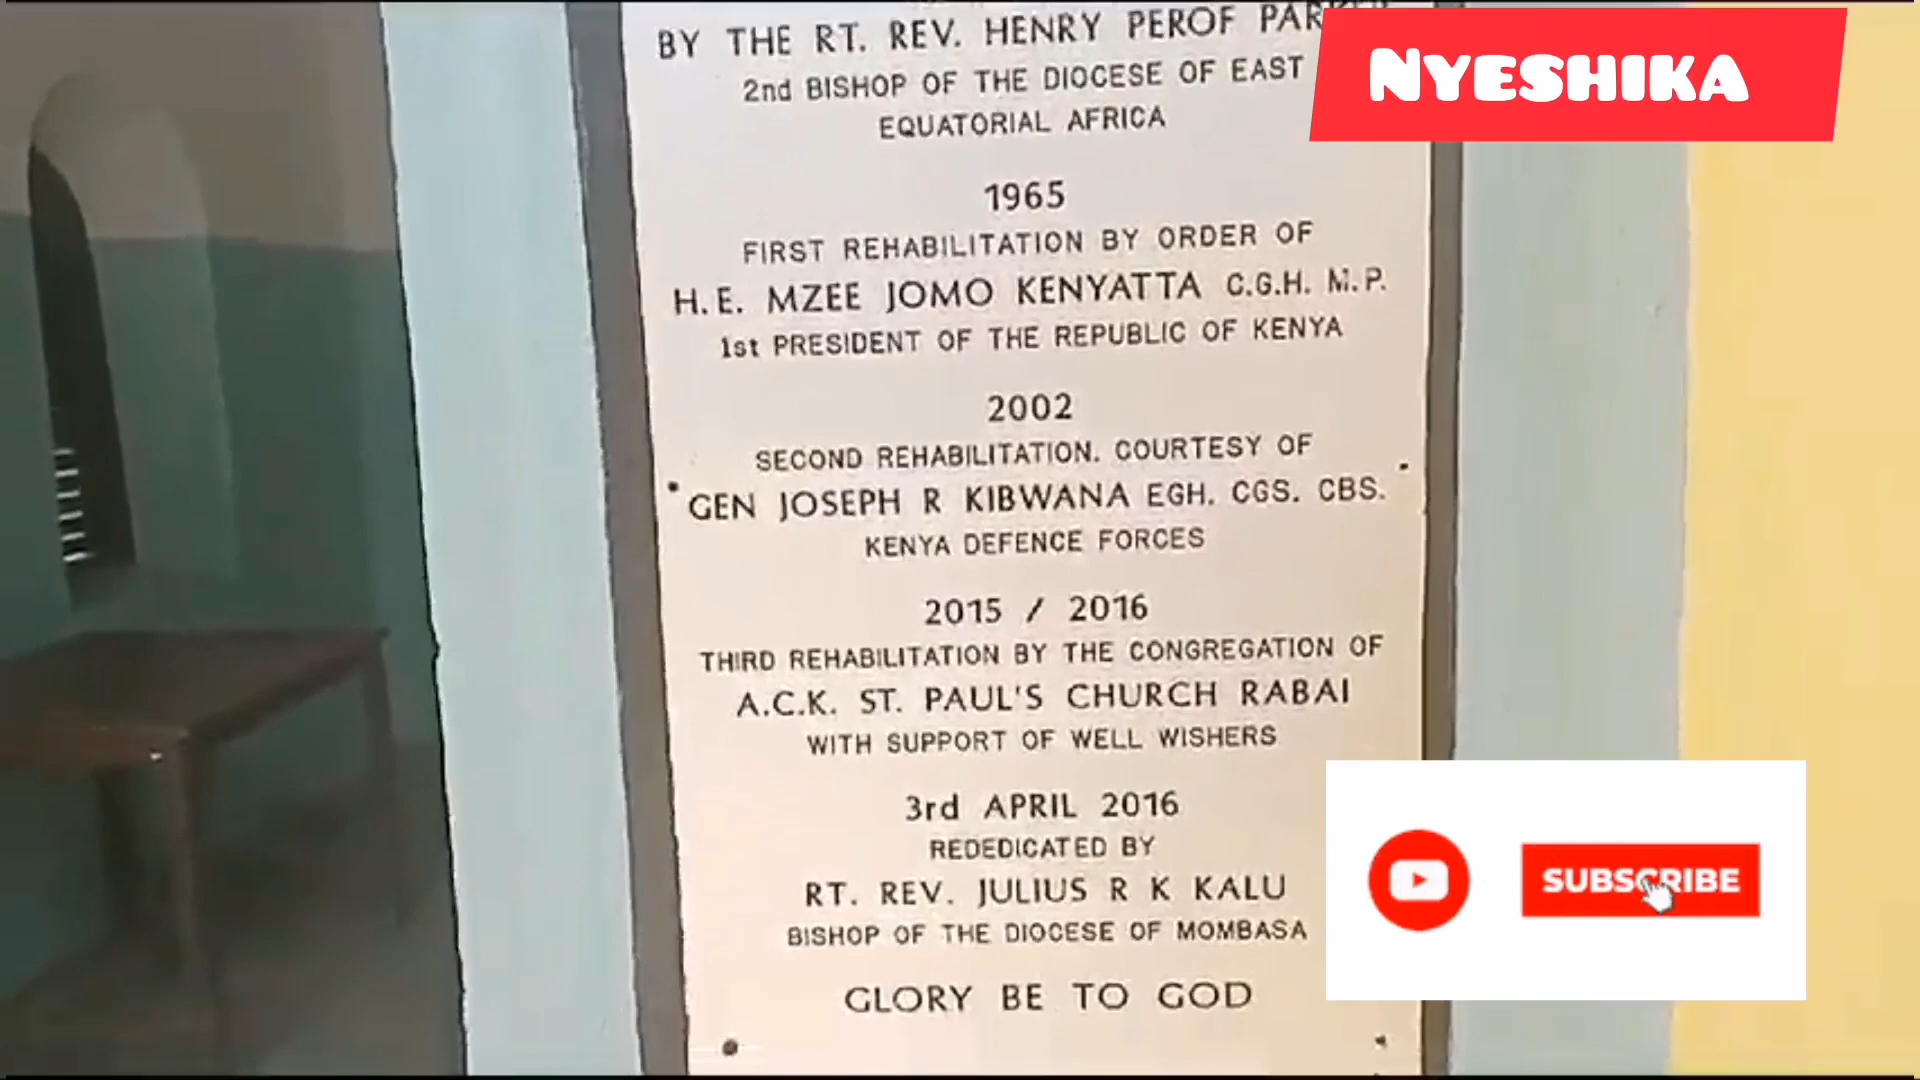 BY THE RT. REV. HENRY PEROF PARKER
2nd BISHOP OF THE DIOCESE OF EAST
EQUATORIAL AFRICA
1965
FIRST REHABILITATION BY ORDER OF
H.E. MZEE JOMO KENYATTA C.G.H. M.P.
1st PRESIDENT OF THE REPUBLIC OF KENYA
2002
SECOND REHABILITATION. COURTESY OF
GEN JOSEPH R KIBWANA EGH. CGS. CBS.
KENYA DEFENCE FORCES
2015 / 2016
THIRD REHABILITATION BY THE CONGREGATION OF
A.C.K. ST. PAUL'S CHURCH RABAI
WITH SUPPORT OF WELL WISHERS
3rd APRIL 2016
REDEDICATED BY
RT. REV. JULIUS R K KALU
BISHOP OF THE DIOCESE OF MOMBASA
GLORY BE TO GOD
NYESHIKA
SUBSCRIBE